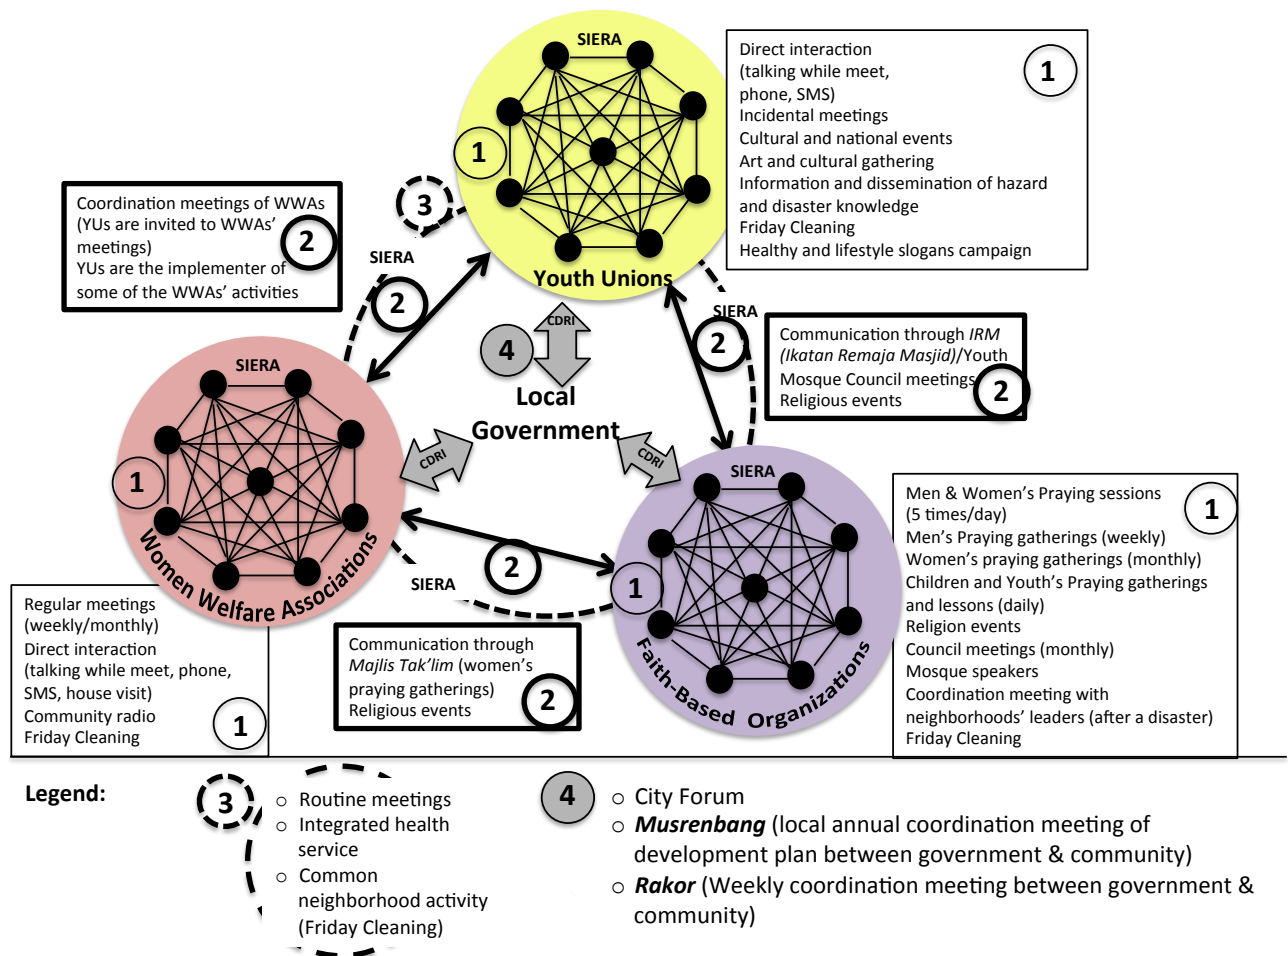 SIERA
1
Youth Unions
Direct interaction
(talking while meet,
phone, SMS)
Incidental meetings
Cultural and national events
Art and cultural gathering
Information and dissemination of hazard
and disaster knowledge
Friday Cleaning
Healthy and lifestyle slogans campaign
1
Coordination meetings of WWAs
(YUs are invited to WWAs’
meetings)
YUs are the implementer of
some of the WWAs’ activities
2
3
SIERA
2
SIERA
2
CDRI
4
Local
Government
CDRI
CDRI
Communication through IRM
(Ikatan Remaja Masjid)/Youth
Mosque Council meetings
Religious events
2
SIERA
1
Women Welfare Associations
2
SIERA
SIERA
1
Faith-Based Organizations
Men & Women’s Praying sessions
(5 times/day)
Men’s Praying gatherings (weekly)
Women’s praying gatherings (monthly)
Children and Youth’s Praying gatherings
and lessons (daily)
Religion events
Council meetings (monthly)
Mosque speakers
Coordination meeting with
neighborhoods’ leaders (after a disaster)
Friday Cleaning
1
Regular meetings
(weekly/monthly)
Direct interaction
(talking while meet, phone,
SMS, house visit)
Community radio
Friday Cleaning
1
Communication through
Majlis Tak’lim (women’s
praying gatherings)
Religious events
2
Legend:
3
○ Routine meetings
○ Integrated health
service
○ Common
neighborhood activity
(Friday Cleaning)
4
○ City Forum
○ Musrenbang (local annual coordination meeting of
development plan between government & community)
○ Rakor (Weekly coordination meeting between government &
community)